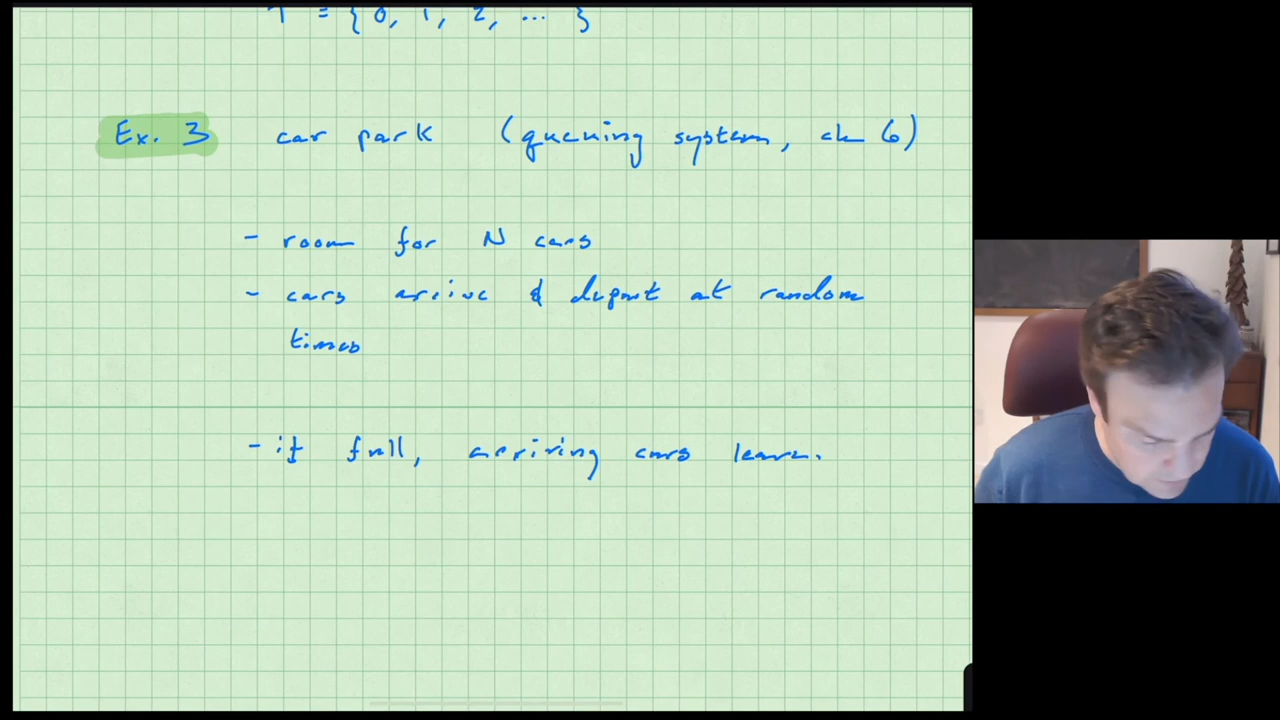 T = {0, 1, 2, ... }
Ex. 3 car park (queuing system, ch 6)
- room for N cars
- cars arrive & depart at random
times
- if full, arriving cars leave.